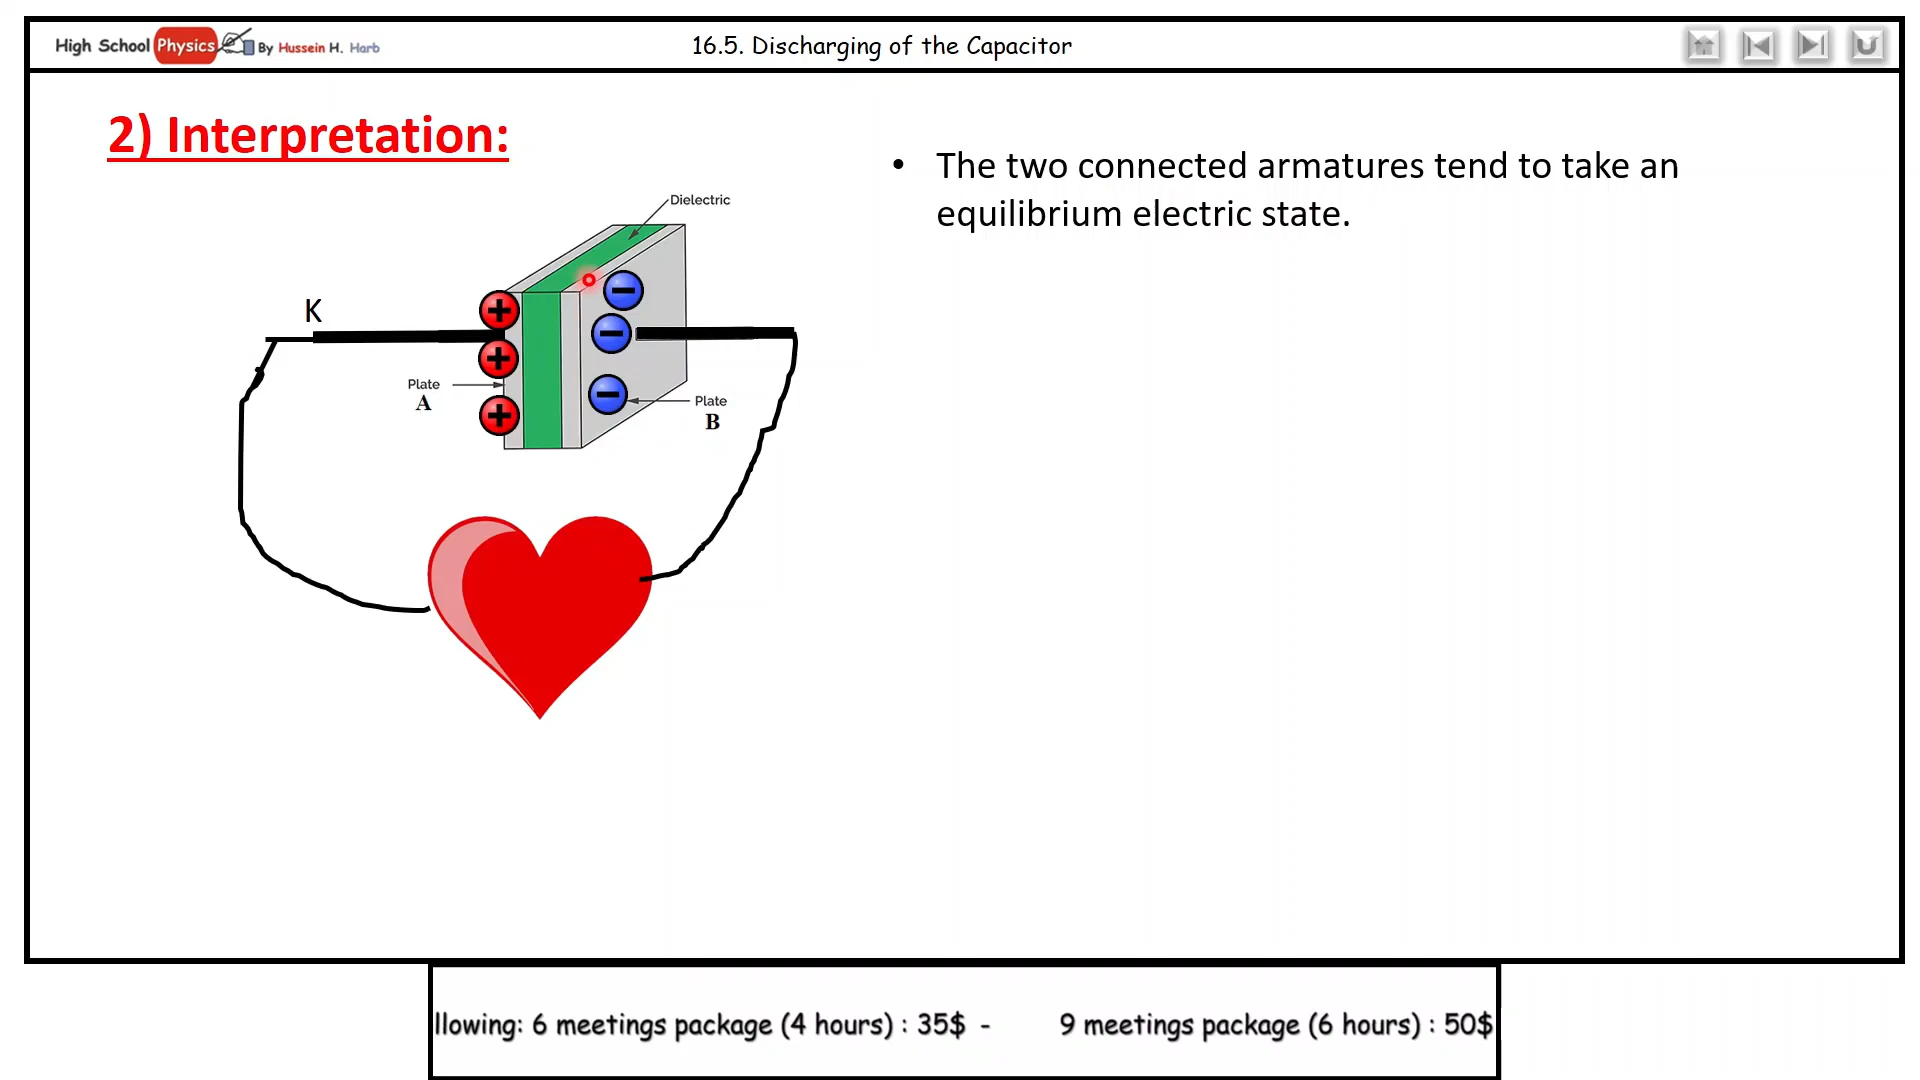 High School Physics By Hussein H. Harb
16.5. Discharging of the Capacitor
2) Interpretation:
• The two connected armatures tend to take an
equilibrium electric state.
Dielectric
K
Plate
A
Plate
B
llowing: 6 meetings package (4 hours) : 35$ - 9 meetings package (6 hours) : 50$